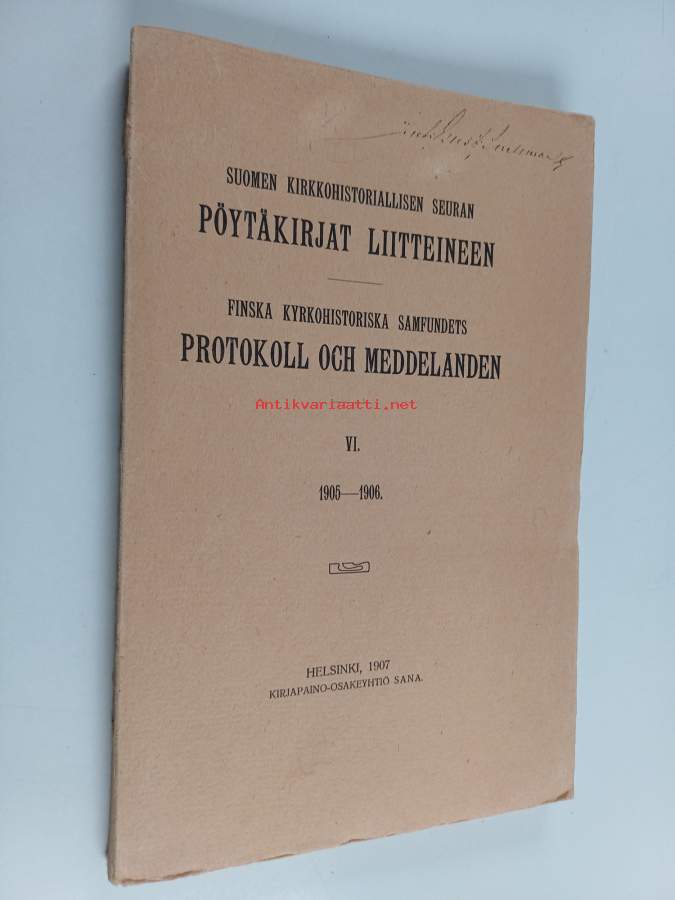 SUOMEN KIRKKOHISTORIALLISEN SEURAN
PÖYTÄKIRJAT LIITTEINEEN
FINSKA KYRKOHISTORISKA SAMFUNDETS
PROTOKOLL OCH MEDDELANDEN
Antikvariaatti.net
VI.
1905—1906.
HELSINKI, 1907
KIRJAPAINO-OSAKEYHTIÖ SANA.